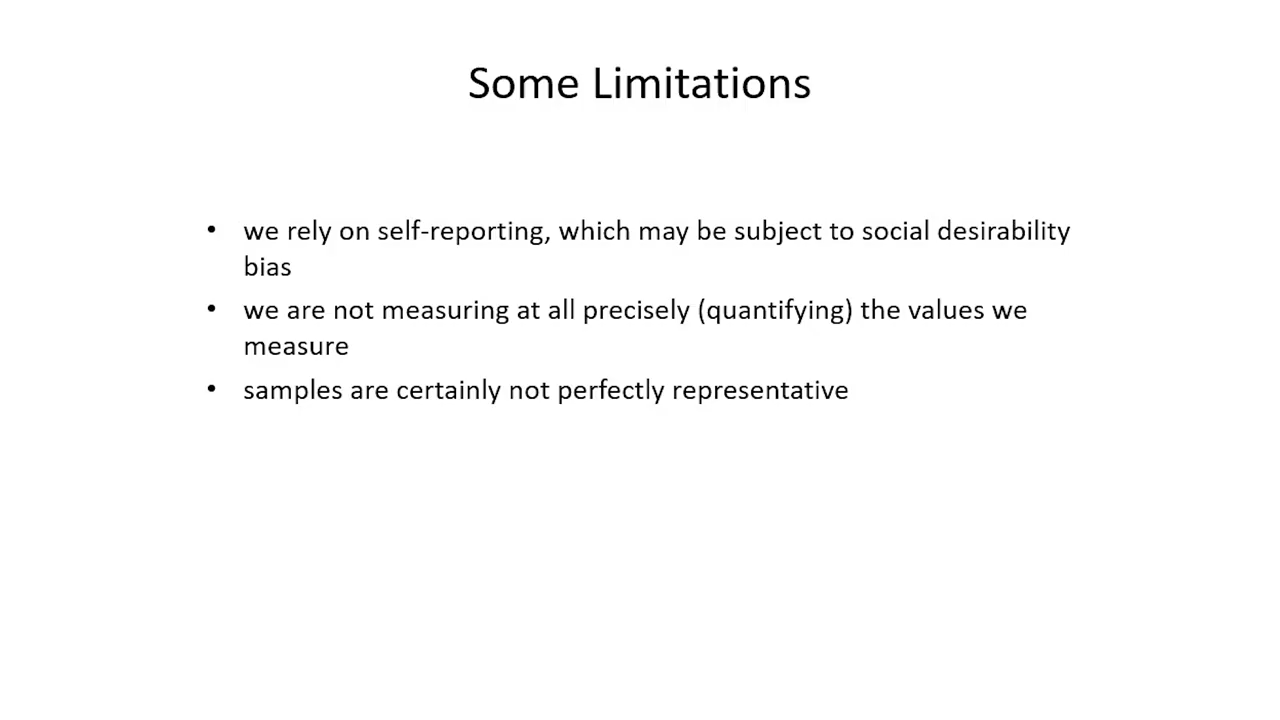 Some Limitations
• we rely on self-reporting, which may be subject to social desirability
bias
• we are not measuring at all precisely (quantifying) the values we
measure
• samples are certainly not perfectly representative